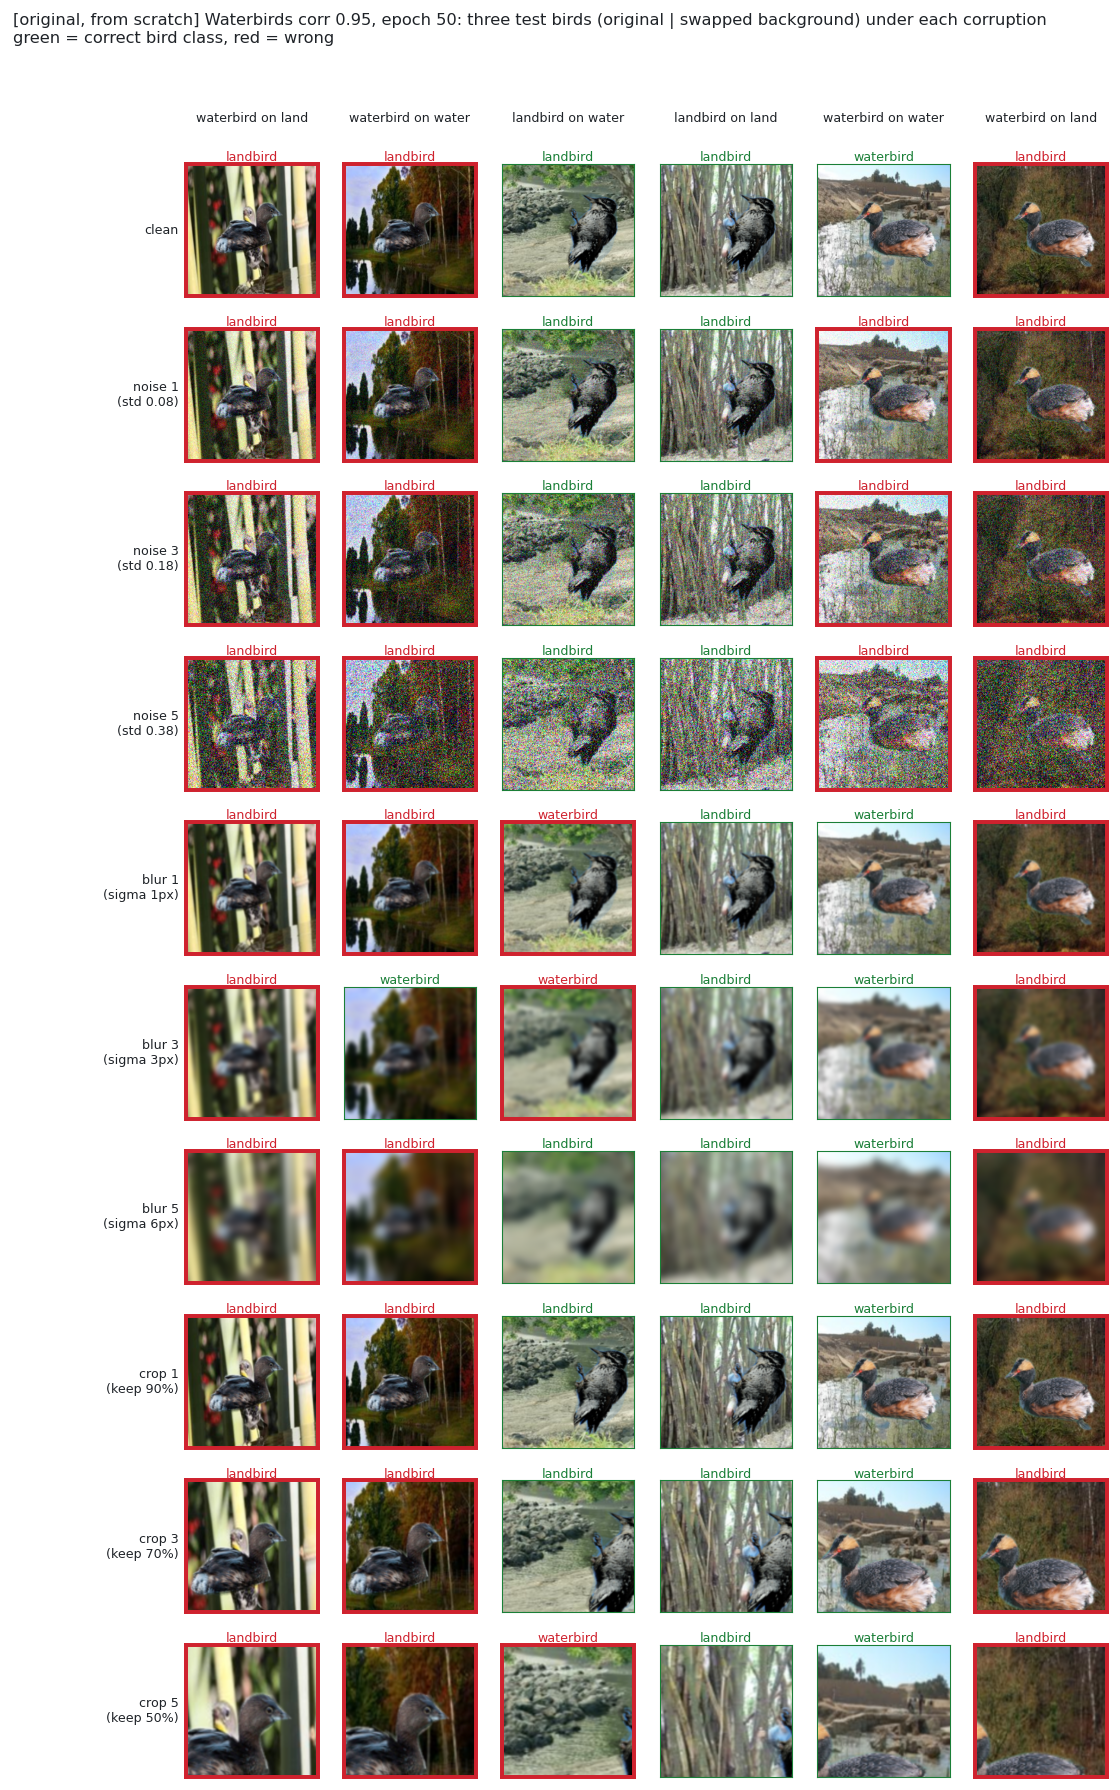 [original, from scratch] Waterbirds corr 0.95, epoch 50: three test birds (original | swapped background) under each corruption
green = correct bird class, red = wrong
waterbird on land waterbird on water landbird on water landbird on land waterbird on water waterbird on land
landbird landbird landbird landbird waterbird landbird
clean
landbird landbird landbird landbird landbird landbird
noise 1
(std 0.08)
landbird landbird landbird landbird landbird landbird
noise 3
(std 0.18)
landbird landbird landbird landbird landbird landbird
noise 5
(std 0.38)
landbird landbird waterbird landbird waterbird landbird
blur 1
(sigma 1px)
landbird waterbird waterbird landbird waterbird landbird
blur 3
(sigma 3px)
landbird landbird landbird landbird waterbird landbird
blur 5
(sigma 6px)
landbird landbird landbird landbird waterbird landbird
crop 1
(keep 90%)
landbird landbird landbird landbird waterbird landbird
crop 3
(keep 70%)
landbird landbird waterbird landbird waterbird landbird
crop 5
(keep 50%)